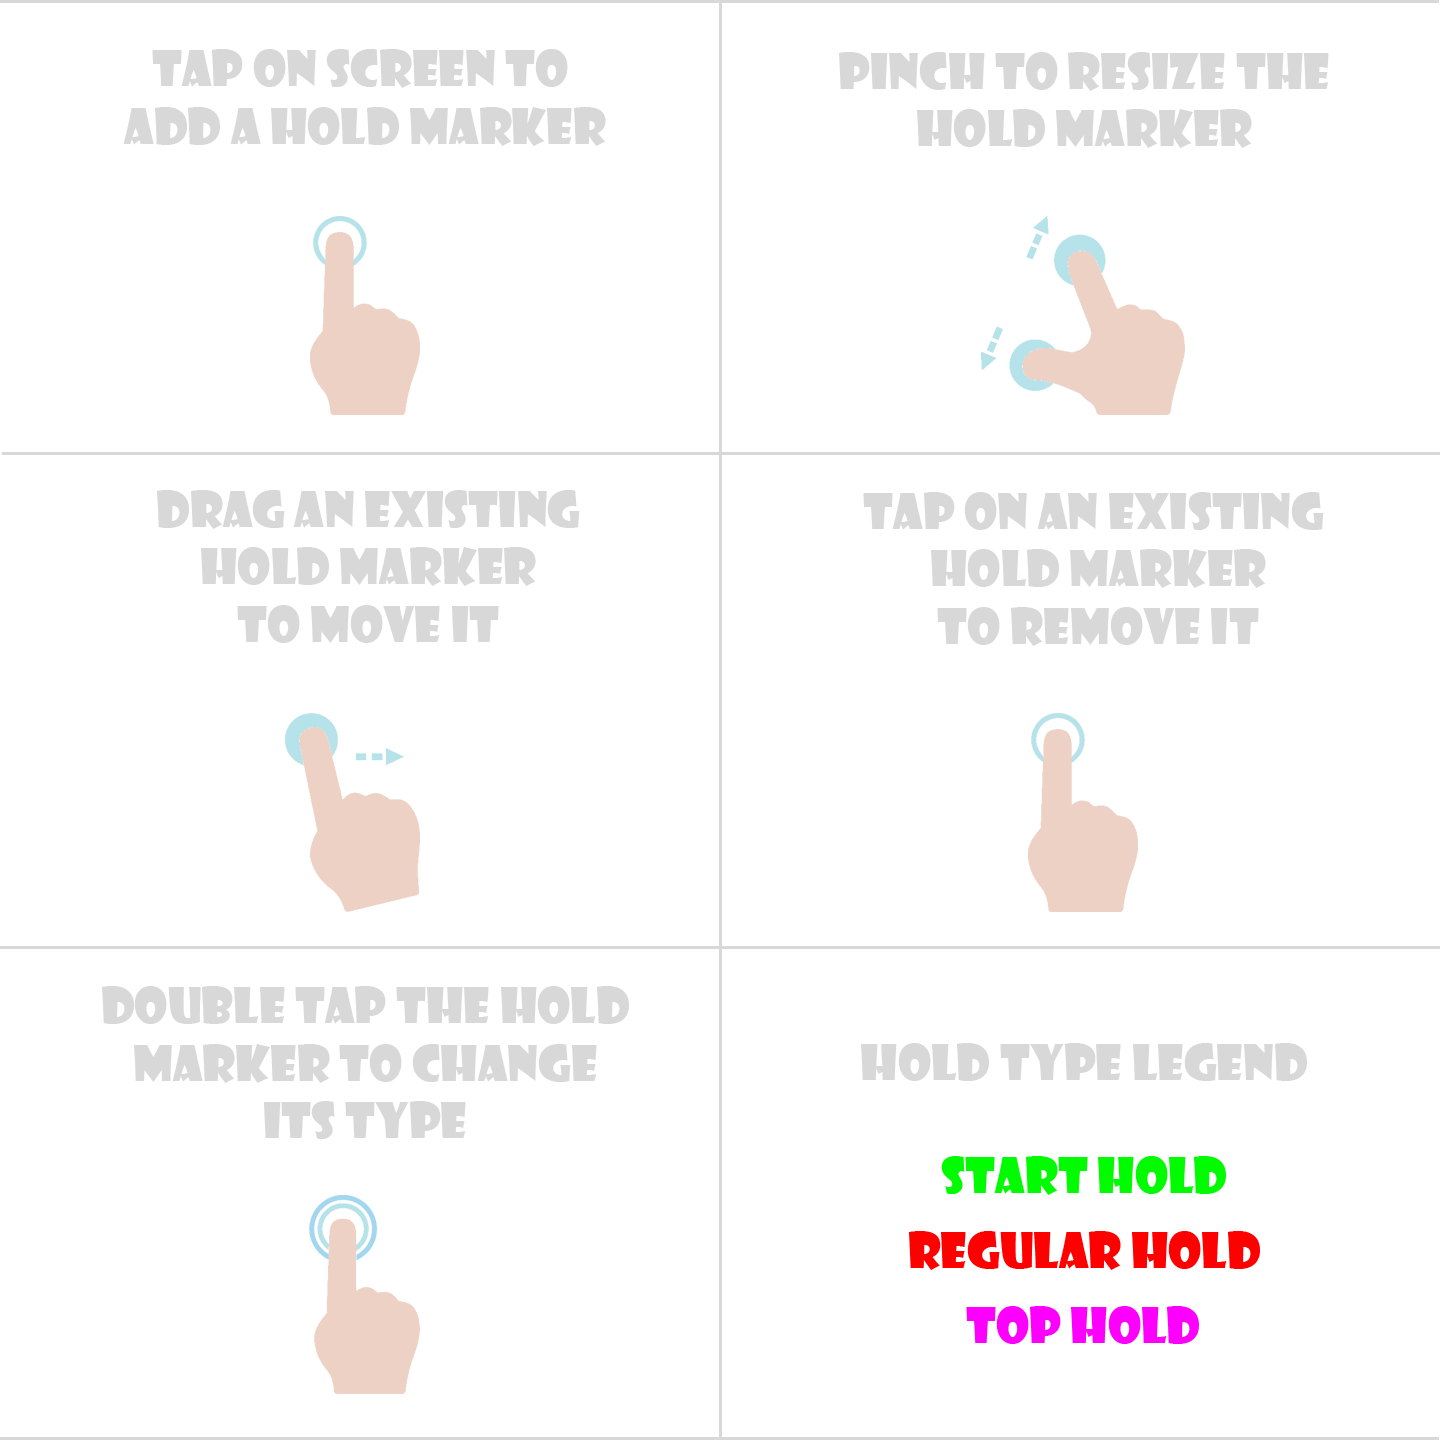 TAP ON SCREEN TO
ADD A HOLD MARKER
PINCH TO RESIZE THE
HOLD MARKER
DRAG AN EXISTING
HOLD MARKER
TO MOVE IT
TAP ON AN EXISTING
HOLD MARKER
TO REMOVE IT
DOUBLE TAP THE HOLD
MARKER TO CHANGE
ITS TYPE
HOLD TYPE LEGEND
START HOLD
REGULAR HOLD
TOP HOLD